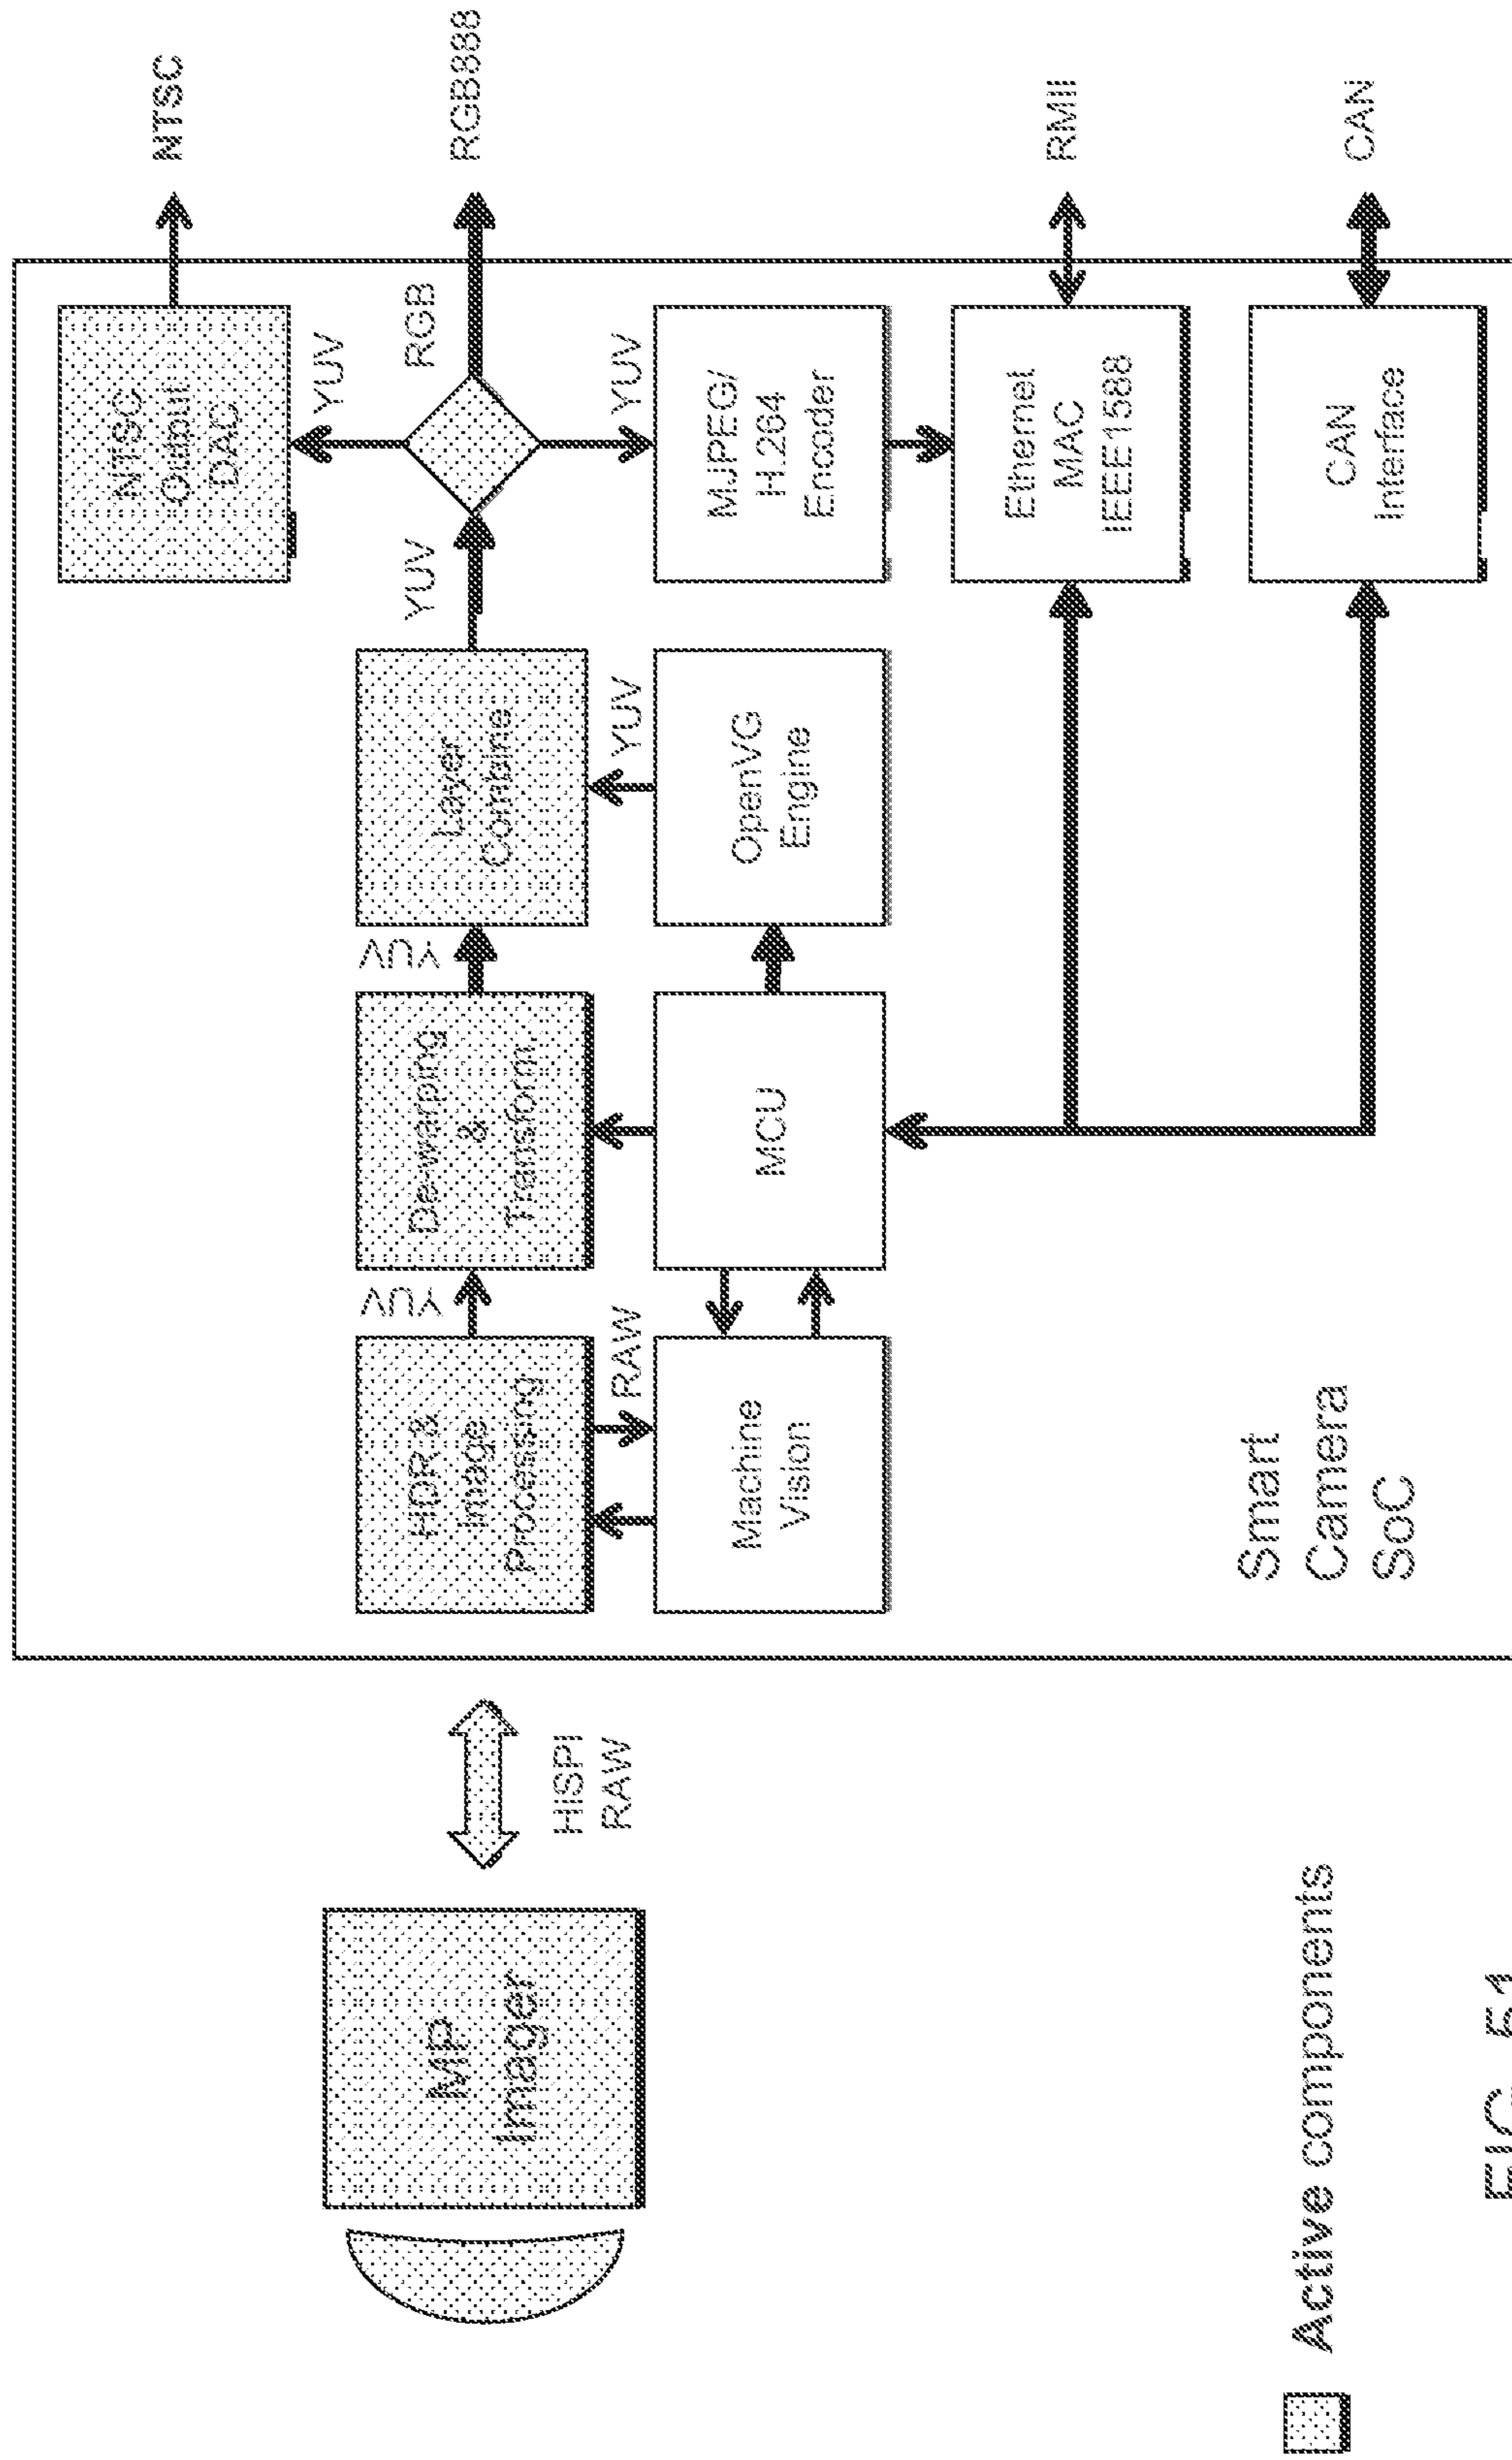 NTSC
Output
DAC
NTSC
YUV
HDR &
Image
Processing
YUV
De-warping
&
Transform
YUV
Layer
Combine
YUV
RGB
RGB888
RAW
YUV
YUV
Machine
Vision
MCU
OpenVG
Engine
MJPEG/
H.264
Encoder
Ethernet
MAC
IEEE1588
RMII
CAN
Interface
CAN
Smart
Camera
SoC
MP
Imager
HiSPI
RAW
Active components
FIG. 51